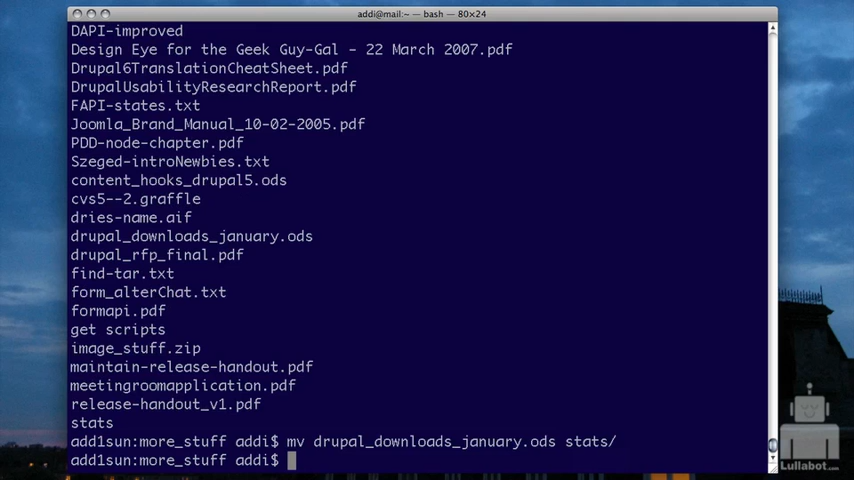 addi@mail:~ — bash — 80×24
DAPI-improved
Design Eye for the Geek Guy-Gal - 22 March 2007.pdf
Drupal6TranslationCheatSheet.pdf
DrupalUsabilityResearchReport.pdf
FAPI-states.txt
Joomla_Brand_Manual_10-02-2005.pdf
PDD-node-chapter.pdf
Szeged-introNewbies.txt
content_hooks_drupal5.ods
cvs5--2.graffle
dries-name.aif
drupal_downloads_january.ods
drupal_rfp_final.pdf
find-tar.txt
form_alterChat.txt
formapi.pdf
get scripts
image_stuff.zip
maintain-release-handout.pdf
meetingroomapplication.pdf
release-handout_v1.pdf
stats
add1sun:more_stuff addi$ mv drupal_downloads_january.ods stats/
add1sun:more_stuff addi$
Lullabot.com